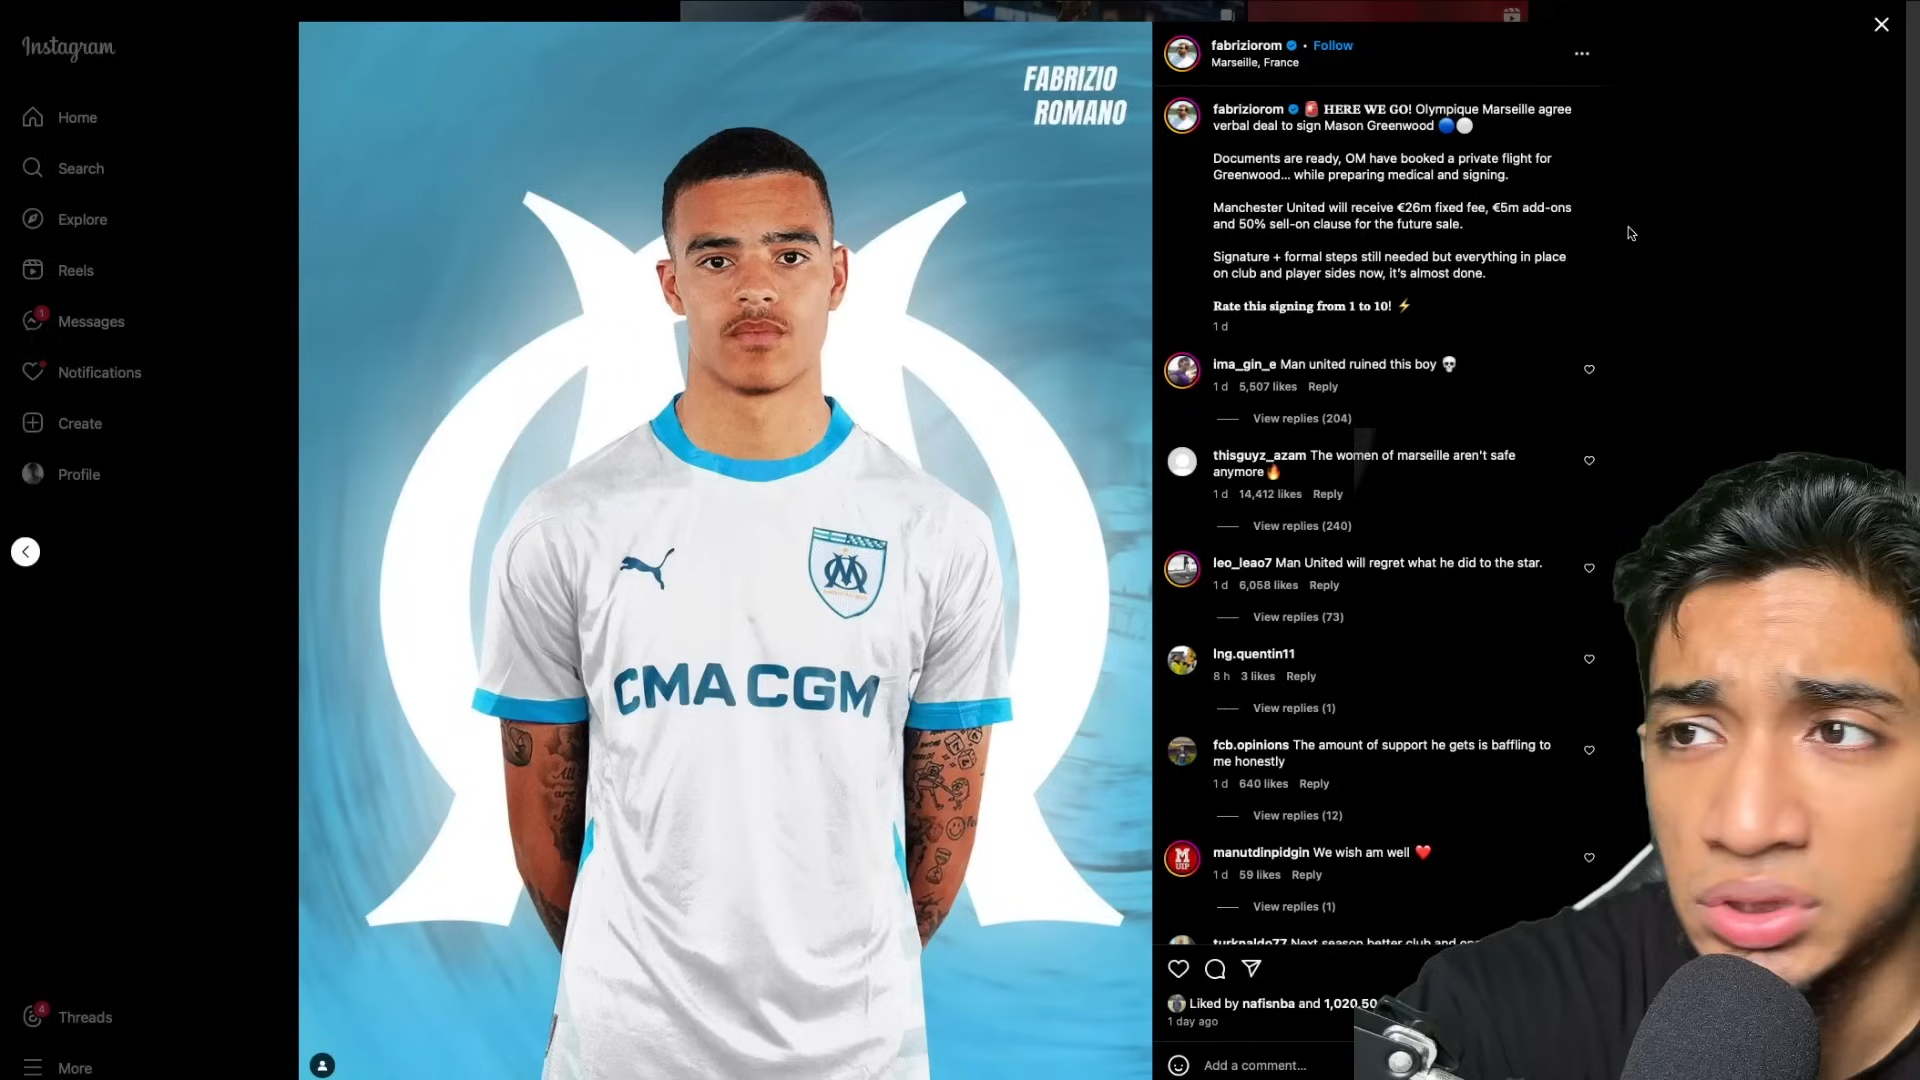 Instagram
Home
Search
Explore
Reels
1
Messages
Notifications
Create
Profile
4
Threads
More
FABRIZIO
ROMANO
CMA CGM
fabriziorom • Follow
Marseille, France
fabriziorom 🚨 HERE WE GO! Olympique Marseille agree
verbal deal to sign Mason Greenwood 🔵⚪
Documents are ready, OM have booked a private flight for
Greenwood... while preparing medical and signing.
Manchester United will receive €26m fixed fee, €5m add-ons
and 50% sell-on clause for the future sale.
Signature + formal steps still needed but everything in place
on club and player sides now, it's almost done.
Rate this signing from 1 to 10! ⚡
1 d
ima_gin_e Man united ruined this boy 💀
1 d 5,507 likes Reply
View replies (204)
thisguyz_azam The women of marseille aren't safe
anymore🔥
1 d 14,412 likes Reply
View replies (240)
leo_leao7 Man United will regret what he did to the star.
1 d 6,058 likes Reply
View replies (73)
lng.quentin11
8 h 3 likes Reply
View replies (1)
fcb.opinions The amount of support he gets is baffling to
me honestly
1 d 640 likes Reply
View replies (12)
M
UIP
manutdinpidgin We wish am well ❤️
1 d 59 likes Reply
View replies (1)
turknaldo77 Next season better club and
Liked by nafisnba and 1,020,50
1 day ago
Add a comment...